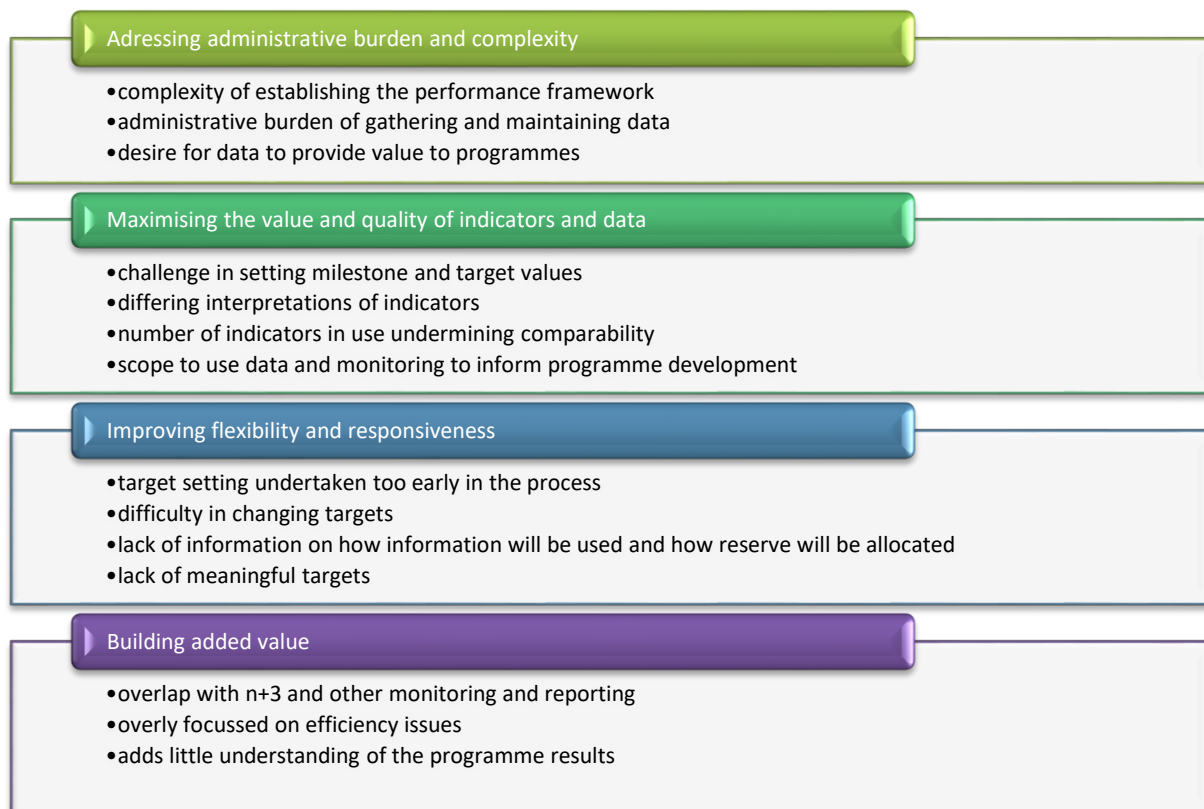 Adressing administrative burden and complexity
•complexity of establishing the performance framework
•administrative burden of gathering and maintaining data
•desire for data to provide value to programmes
Maximising the value and quality of indicators and data
•challenge in setting milestone and target values
•differing interpretations of indicators
•number of indicators in use undermining comparability
•scope to use data and monitoring to inform programme development
Improving flexibility and responsiveness
•target setting undertaken too early in the process
•difficulty in changing targets
•lack of information on how information will be used and how reserve will be allocated
•lack of meaningful targets
Building added value
•overlap with n+3 and other monitoring and reporting
•overly focussed on efficiency issues
•adds little understanding of the programme results